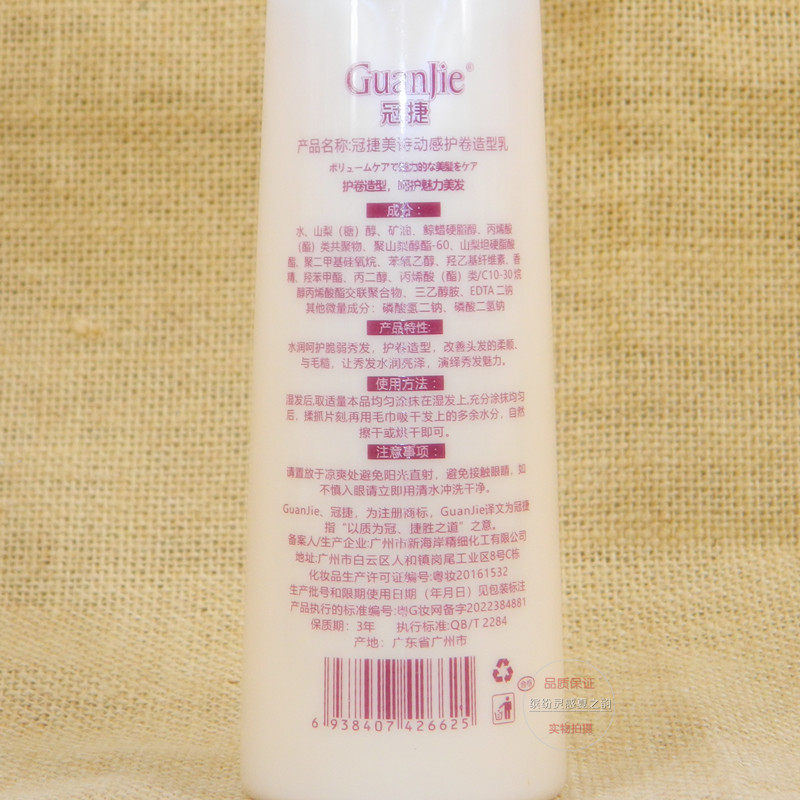 GuanJie®
冠捷
产品名称:冠捷美涛动感护卷造型乳
ボリュームケアで強力的な美髪をケア
护卷造型，呵护魅力美发
成分：
水、山梨（糖）醇、矿油、鲸蜡硬脂醇、丙烯酸
（酯）类共聚物、聚山梨醇酯-60、山梨坦硬脂酸
酯、聚二甲基硅氧烷、苯氧乙醇、羟乙基纤维素、香
精、羟苯甲酯、丙二醇、丙烯酸（酯）类/C10-30烷
醇丙烯酸酯交联聚合物、三乙醇胺、EDTA 二钠
其他微量成分：磷酸氢二钠、磷酸二氢钠
产品特性:
水润呵护脆弱秀发，护卷造型，改善头发的柔顺、
与毛糙，让秀发水润亮泽，演绎秀发魅力。
使用方法：
湿发后,取适量本品均匀涂抹在湿发上,充分涂抹均匀
后，揉抓片刻,再用毛巾吸干发上的多余水分，自然
擦干或烘干即可。
注意事项：
请置放于凉爽处避免阳光直射，避免接触眼睛，如
不慎入眼请立即用清水冲洗干净。
GuanJie、冠捷，为注册商标，GuanJie译文为冠捷
指“以质为冠、捷胜之道”之意。
备案人/生产企业:广州市新海岸精细化工有限公司
地址:广州市白云区人和镇岗尾工业区8号C栋
化妆品生产许可证编号:粤妆20161532
生产批号和限期使用日期（年月日）见包装标注
产品执行的标准编号:粤G妆网备字2022384881
保质期：3年 执行标准:QB/T 2284
产地：广东省广州市
6 938407 426625
品质保证
缤纷灵感夏之韵
实物拍摄